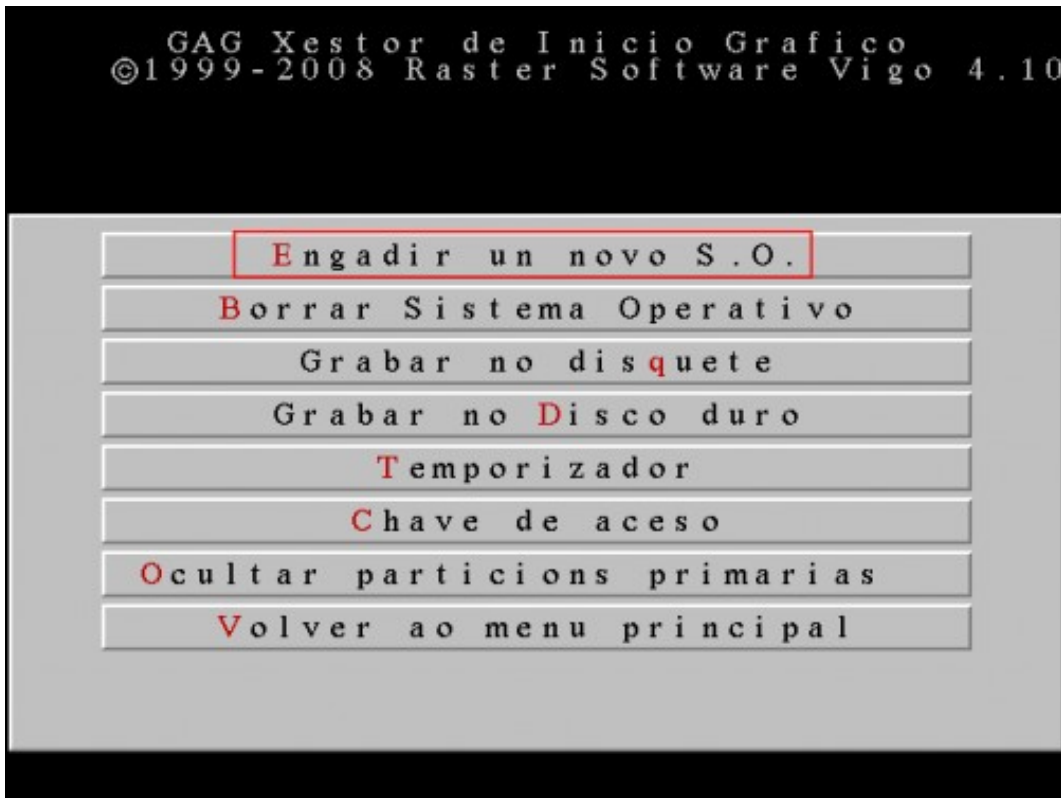 GAG Xestor de Inicio Grafico
©1999-2008 Raster Software Vigo 4.10
Engadir un novo S.O.
Borrar Sistema Operativo
Grabar no disquete
Grabar no Disco duro
Temporizador
Chave de aceso
Ocultar particions primarias
Volver ao menu principal